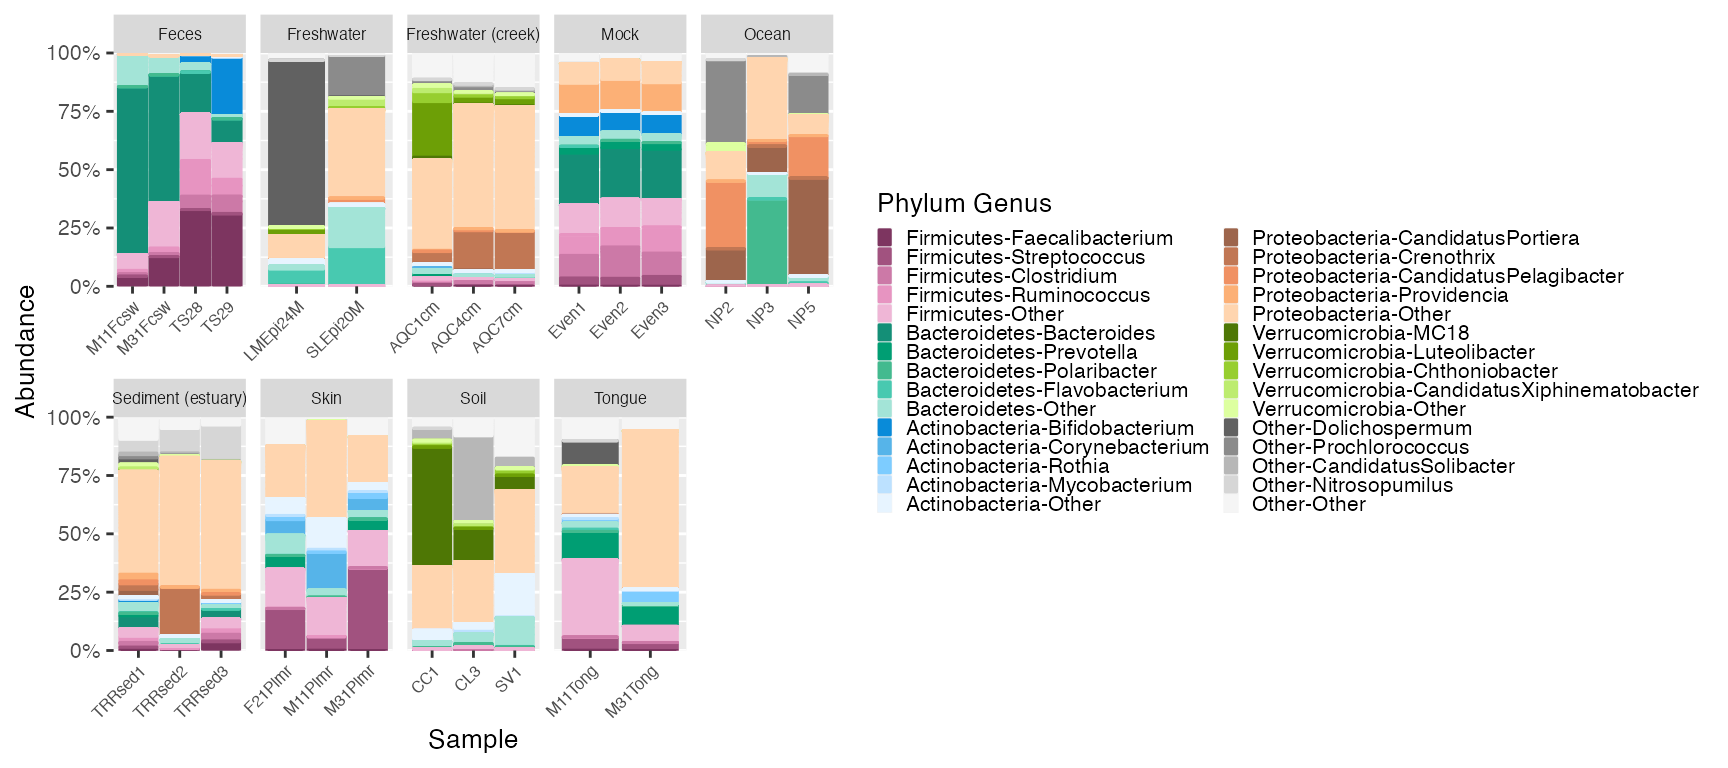 Feces Freshwater Freshwater (creek) Mock Ocean
100%
75%
50%
25%
0%
M11Fcsw M31Fcsw TS28 TS29 LMEpi24M SLEpi20M AQC1cm AQC4cm AQC7cm Even1 Even2 Even3 NP2 NP3 NP5
Abundance
Sediment (estuary) Skin Soil Tongue
100%
75%
50%
25%
0%
TRRsed1 TRRsed2 TRRsed3 F21Plmr M11Plmr M31Plmr CC1 CL3 SV1 M11Tong M31Tong
Sample
Phylum Genus
Firmicutes-Faecalibacterium
Firmicutes-Streptococcus
Firmicutes-Clostridium
Firmicutes-Ruminococcus
Firmicutes-Other
Bacteroidetes-Bacteroides
Bacteroidetes-Prevotella
Bacteroidetes-Polaribacter
Bacteroidetes-Flavobacterium
Bacteroidetes-Other
Actinobacteria-Bifidobacterium
Actinobacteria-Corynebacterium
Actinobacteria-Rothia
Actinobacteria-Mycobacterium
Actinobacteria-Other
Proteobacteria-CandidatusPortiera
Proteobacteria-Crenothrix
Proteobacteria-CandidatusPelagibacter
Proteobacteria-Providencia
Proteobacteria-Other
Verrucomicrobia-MC18
Verrucomicrobia-Luteolibacter
Verrucomicrobia-Chthoniobacter
Verrucomicrobia-CandidatusXiphinematobacter
Verrucomicrobia-Other
Other-Dolichospermum
Other-Prochlorococcus
Other-CandidatusSolibacter
Other-Nitrosopumilus
Other-Other